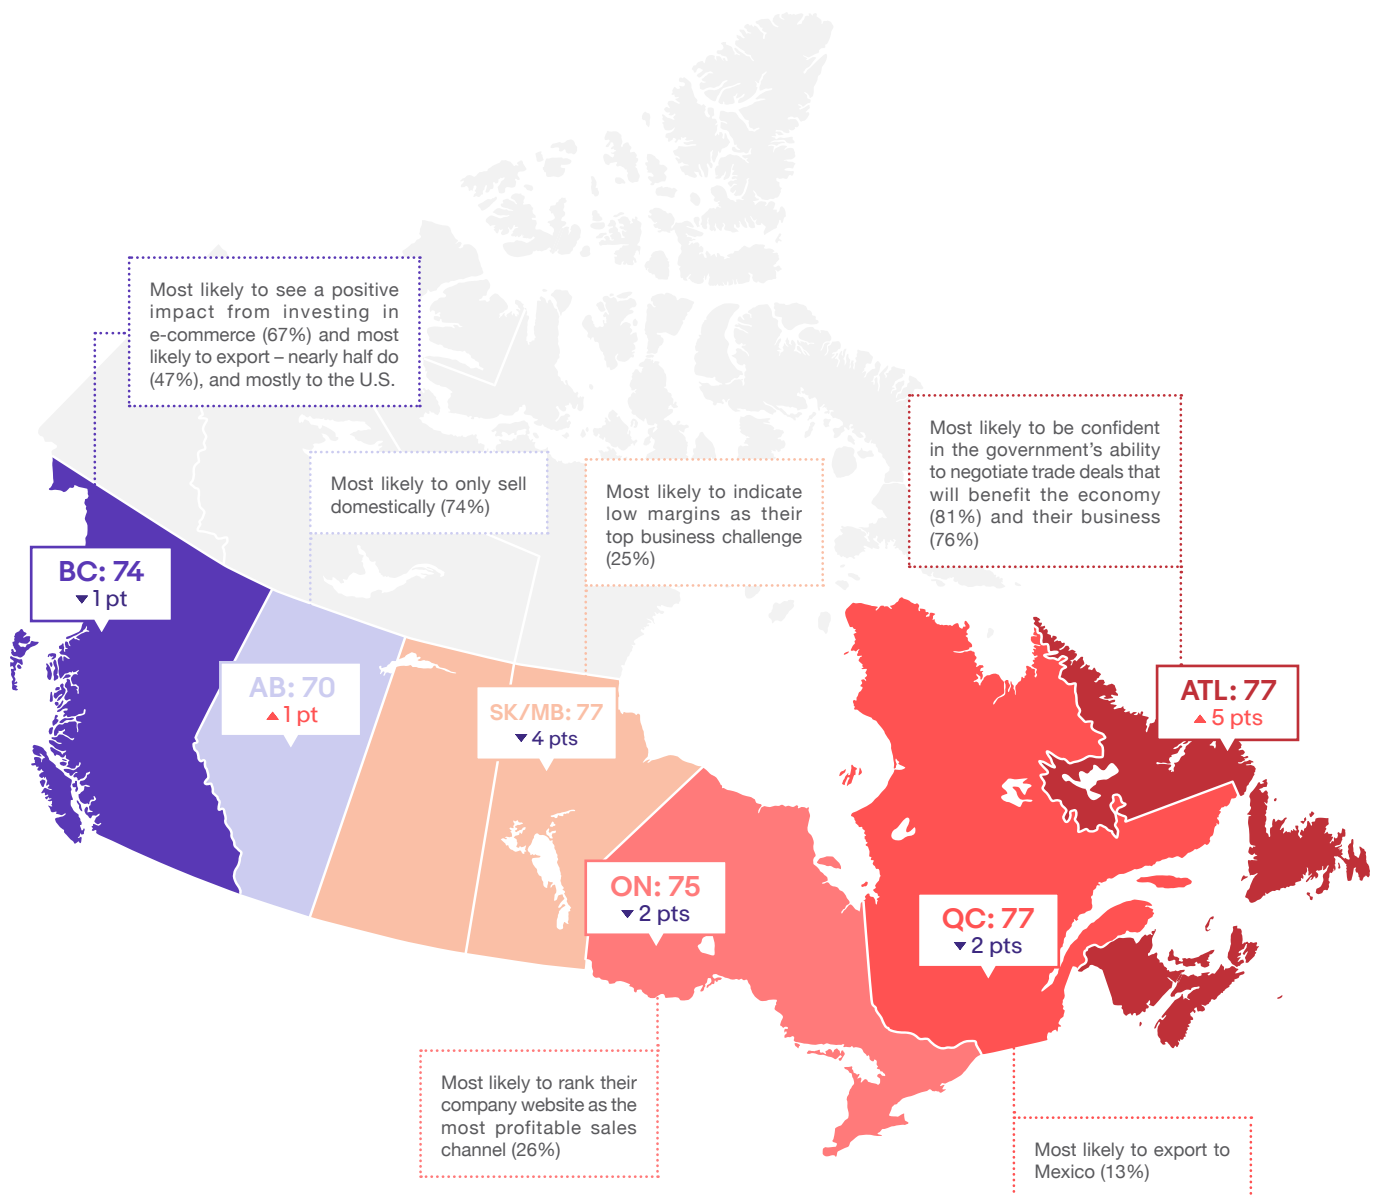 Most likely to see a positive
impact from investing in
e-commerce (67%) and most
likely to export – nearly half do
(47%), and mostly to the U.S.
Most likely to only sell
domestically (74%)
Most likely to indicate
low margins as their
top business challenge
(25%)
Most likely to be confident
in the government's ability
to negotiate trade deals that
will benefit the economy
(81%) and their business
(76%)
BC: 74
▼ 1 pt
AB: 70
▲ 1 pt
SK/MB: 77
▼ 4 pts
ATL: 77
▲ 5 pts
ON: 75
▼ 2 pts
QC: 77
▼ 2 pts
Most likely to rank their
company website as the
most profitable sales
channel (26%)
Most likely to export to
Mexico (13%)